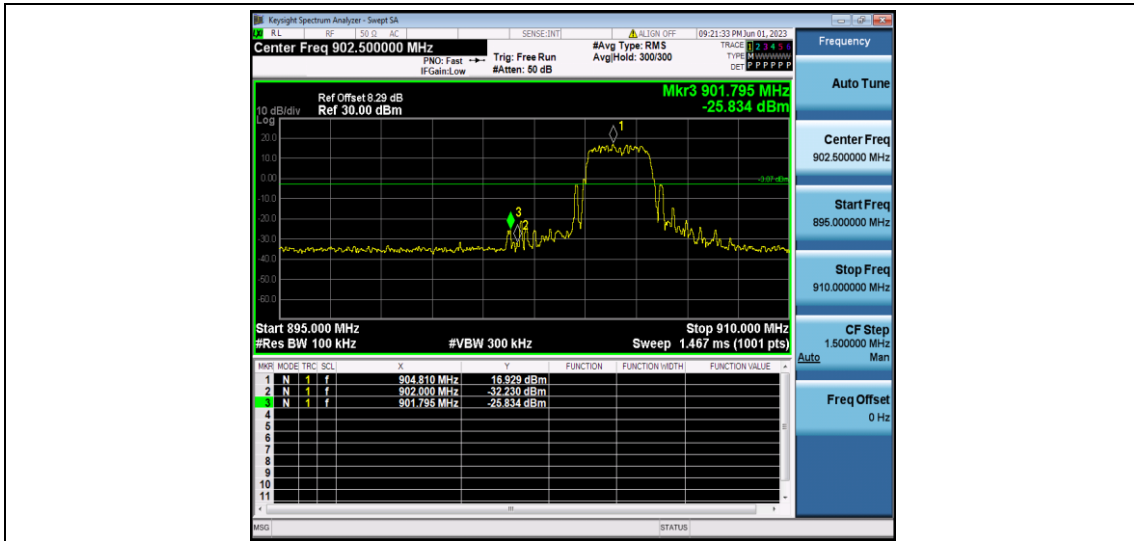 Keysight Spectrum Analyzer - Swept SA
RL RF 50 Ω AC SENSE:INT ALIGN OFF 09:21:33 PM Jun 01, 2023
Center Freq 902.500000 MHz
PNO: Fast
IFGain:Low
Trig: Free Run
#Atten: 50 dB
#Avg Type: RMS
Avg|Hold: 300/300
TRACE 1 2 3 4 5 6
TYPE M W W W W W
DET P P P P P P
Frequency
Mkr3 901.795 MHz
-25.834 dBm
Ref Offset 8.29 dB
10 dB/div Ref 30.00 dBm
Log
20.0
10.0
0.00
-10.0
-20.0
-30.0
-40.0
-50.0
-60.0
1
3
2
-3.07 dBm
Start 895.000 MHz Stop 910.000 MHz
#Res BW 100 kHz #VBW 300 kHz Sweep 1.467 ms (1001 pts)
MKR MODE TRC SCL X Y FUNCTION FUNCTION WIDTH FUNCTION VALUE
1 N 1 f 904.810 MHz 16.929 dBm
2 N 1 f 902.000 MHz -32.230 dBm
3 N 1 f 901.795 MHz -25.834 dBm
4
5
6
7
8
9
10
11
MSG STATUS
Auto Tune
Center Freq
902.500000 MHz
Start Freq
895.000000 MHz
Stop Freq
910.000000 MHz
CF Step
1.500000 MHz
Auto Man
Freq Offset
0 Hz